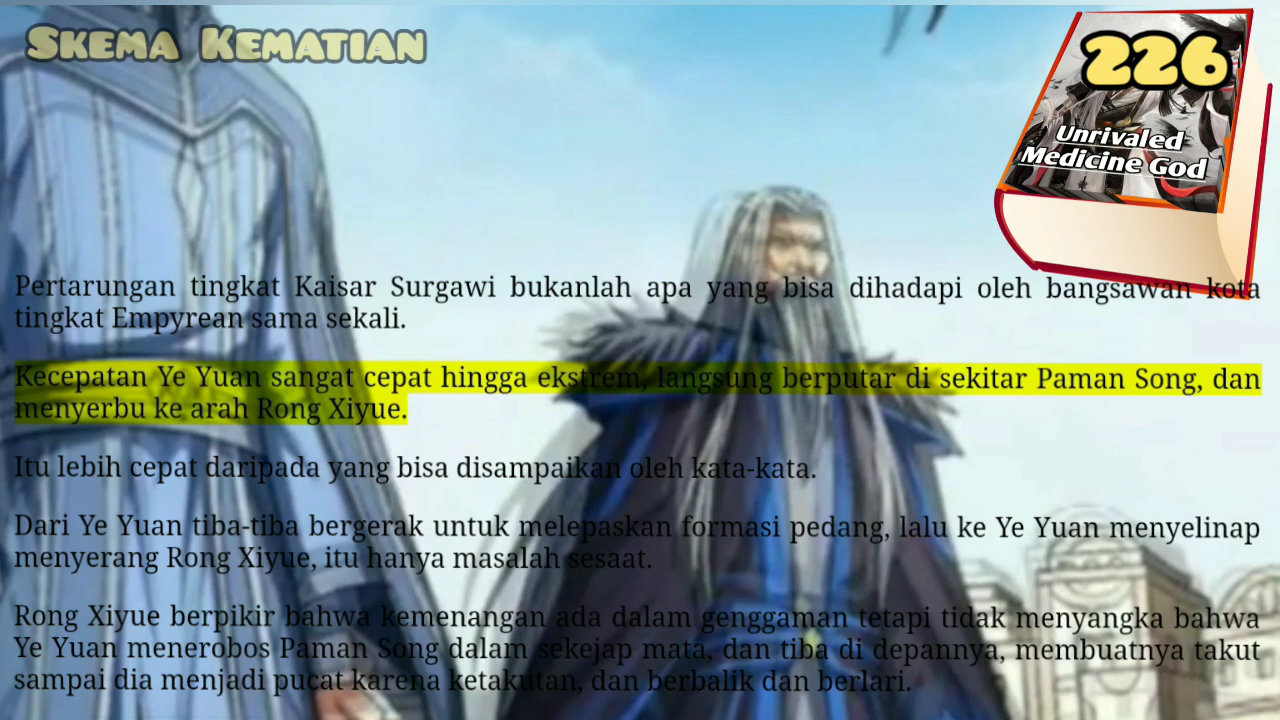 Skema Kematian
226
Unrivaled
Medicine God
Pertarungan tingkat Kaisar Surgawi bukanlah apa yang bisa dihadapi oleh bangsawan kota
tingkat Empyrean sama sekali.
Kecepatan Ye Yuan sangat cepat hingga ekstrem, langsung berputar di sekitar Paman Song, dan
menyerbu ke arah Rong Xiyue.
Itu lebih cepat daripada yang bisa disampaikan oleh kata-kata.
Dari Ye Yuan tiba-tiba bergerak untuk melepaskan formasi pedang, lalu ke Ye Yuan menyelinap
menyerang Rong Xiyue, itu hanya masalah sesaat.
Rong Xiyue berpikir bahwa kemenangan ada dalam genggaman tetapi tidak menyangka bahwa
Ye Yuan menerobos Paman Song dalam sekejap mata, dan tiba di depannya, membuatnya takut
sampai dia menjadi pucat karena ketakutan, dan berbalik dan berlari.